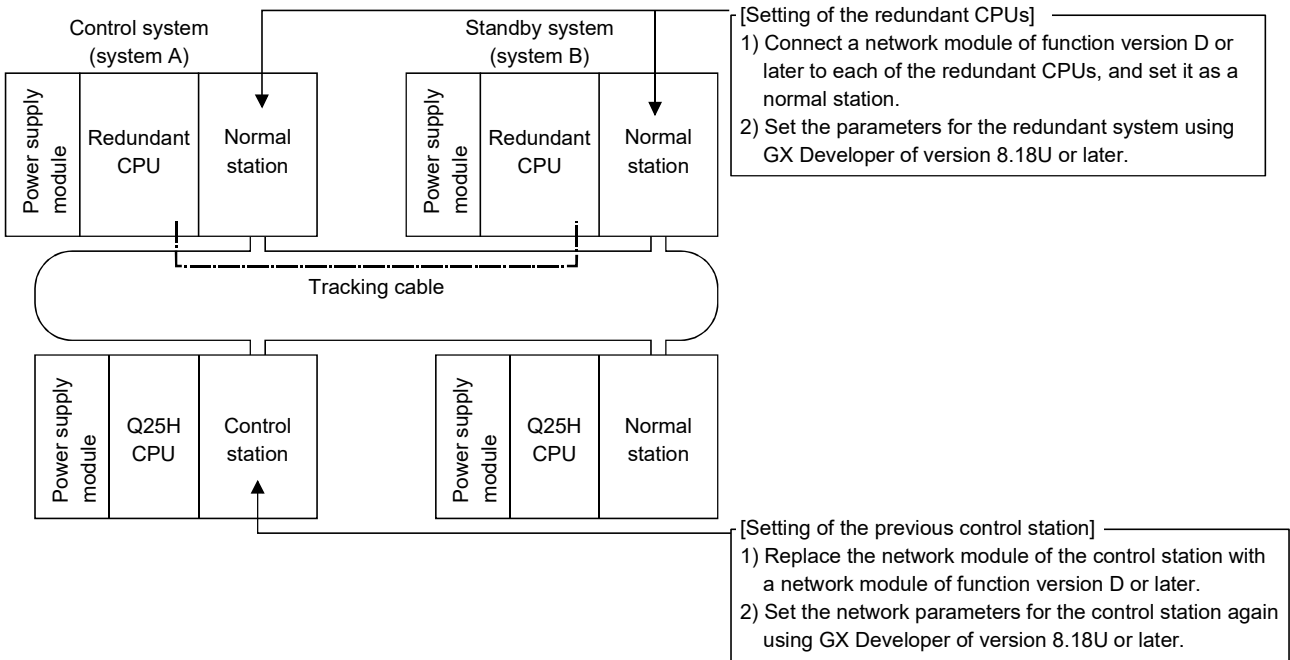 Control system
(system A)
Standby system
(system B)
[Setting of the redundant CPUs]
1) Connect a network module of function version D or
later to each of the redundant CPUs, and set it as a
normal station.
2) Set the parameters for the redundant system using
GX Developer of version 8.18U or later.
Power supply
module
Redundant
CPU
Normal
station
Power supply
module
Redundant
CPU
Normal
station
Tracking cable
Power supply
module
Q25H
CPU
Control
station
Power supply
module
Q25H
CPU
Normal
station
[Setting of the previous control station]
1) Replace the network module of the control station with
a network module of function version D or later.
2) Set the network parameters for the control station again
using GX Developer of version 8.18U or later.